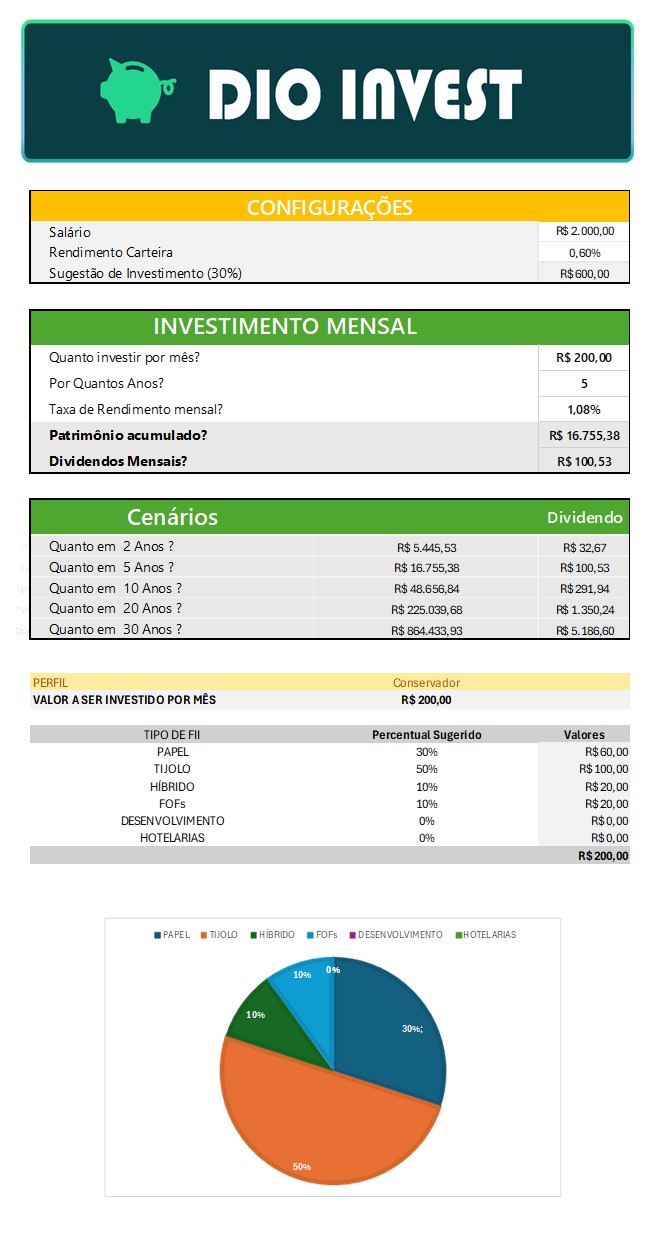 DIO INVEST
CONFIGURAÇÕES
Salário R$ 2.000,00
Rendimento Carteira 0,60%
Sugestão de Investimento (30%) R$ 600,00
INVESTIMENTO MENSAL
Quanto investir por mês? R$ 200,00
Por Quantos Anos? 5
Taxa de Rendimento mensal? 1,08%
Patrimônio acumulado? R$ 16.755,38
Dividendos Mensais? R$ 100,53
Cenários Dividendo
Quanto em 2 Anos ? R$ 5.445,53 R$ 32,67
Quanto em 5 Anos ? R$ 16.755,38 R$ 100,53
Quanto em 10 Anos ? R$ 48.656,84 R$ 291,94
Quanto em 20 Anos ? R$ 225.039,68 R$ 1.350,24
Quanto em 30 Anos ? R$ 864.433,93 R$ 5.186,60
PERFIL Conservador
VALOR A SER INVESTIDO POR MÊS R$ 200,00
TIPO DE FII Percentual Sugerido Valores
PAPEL 30% R$ 60,00
TIJOLO 50% R$ 100,00
HÍBRIDO 10% R$ 20,00
FOFs 10% R$ 20,00
DESENVOLVIMENTO 0% R$ 0,00
HOTELARIAS 0% R$ 0,00
R$ 200,00
PAPEL TIJOLO HÍBRIDO FOFs DESENVOLVIMENTO HOTELARIAS
10% 0%
10% 30%;
50%